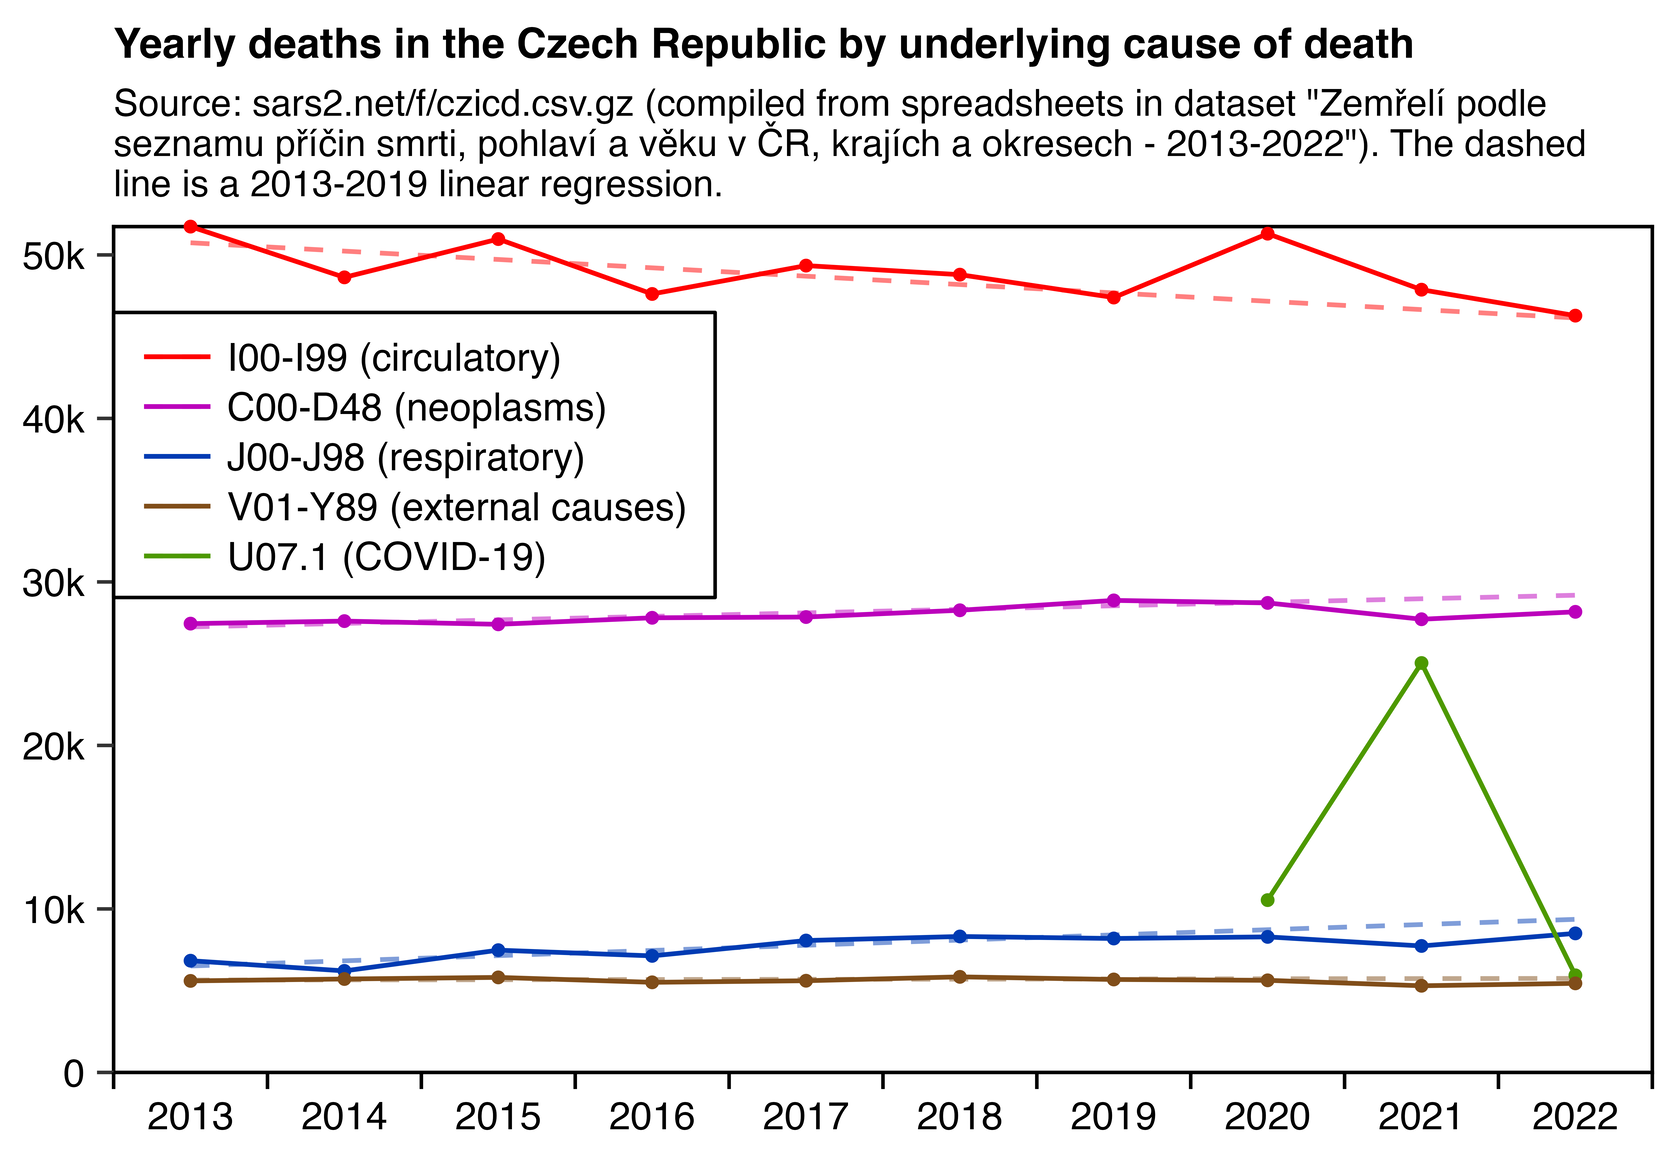 Yearly deaths in the Czech Republic by underlying cause of death
Source: sars2.net/f/czicd.csv.gz (compiled from spreadsheets in dataset "Zemřelí podle
seznamu příčin smrti, pohlaví a věku v ČR, krajích a okresech - 2013-2022"). The dashed
line is a 2013-2019 linear regression.
50k
40k
30k
20k
10k
0
I00-I99 (circulatory)
C00-D48 (neoplasms)
J00-J98 (respiratory)
V01-Y89 (external causes)
U07.1 (COVID-19)
2013 2014 2015 2016 2017 2018 2019 2020 2021 2022